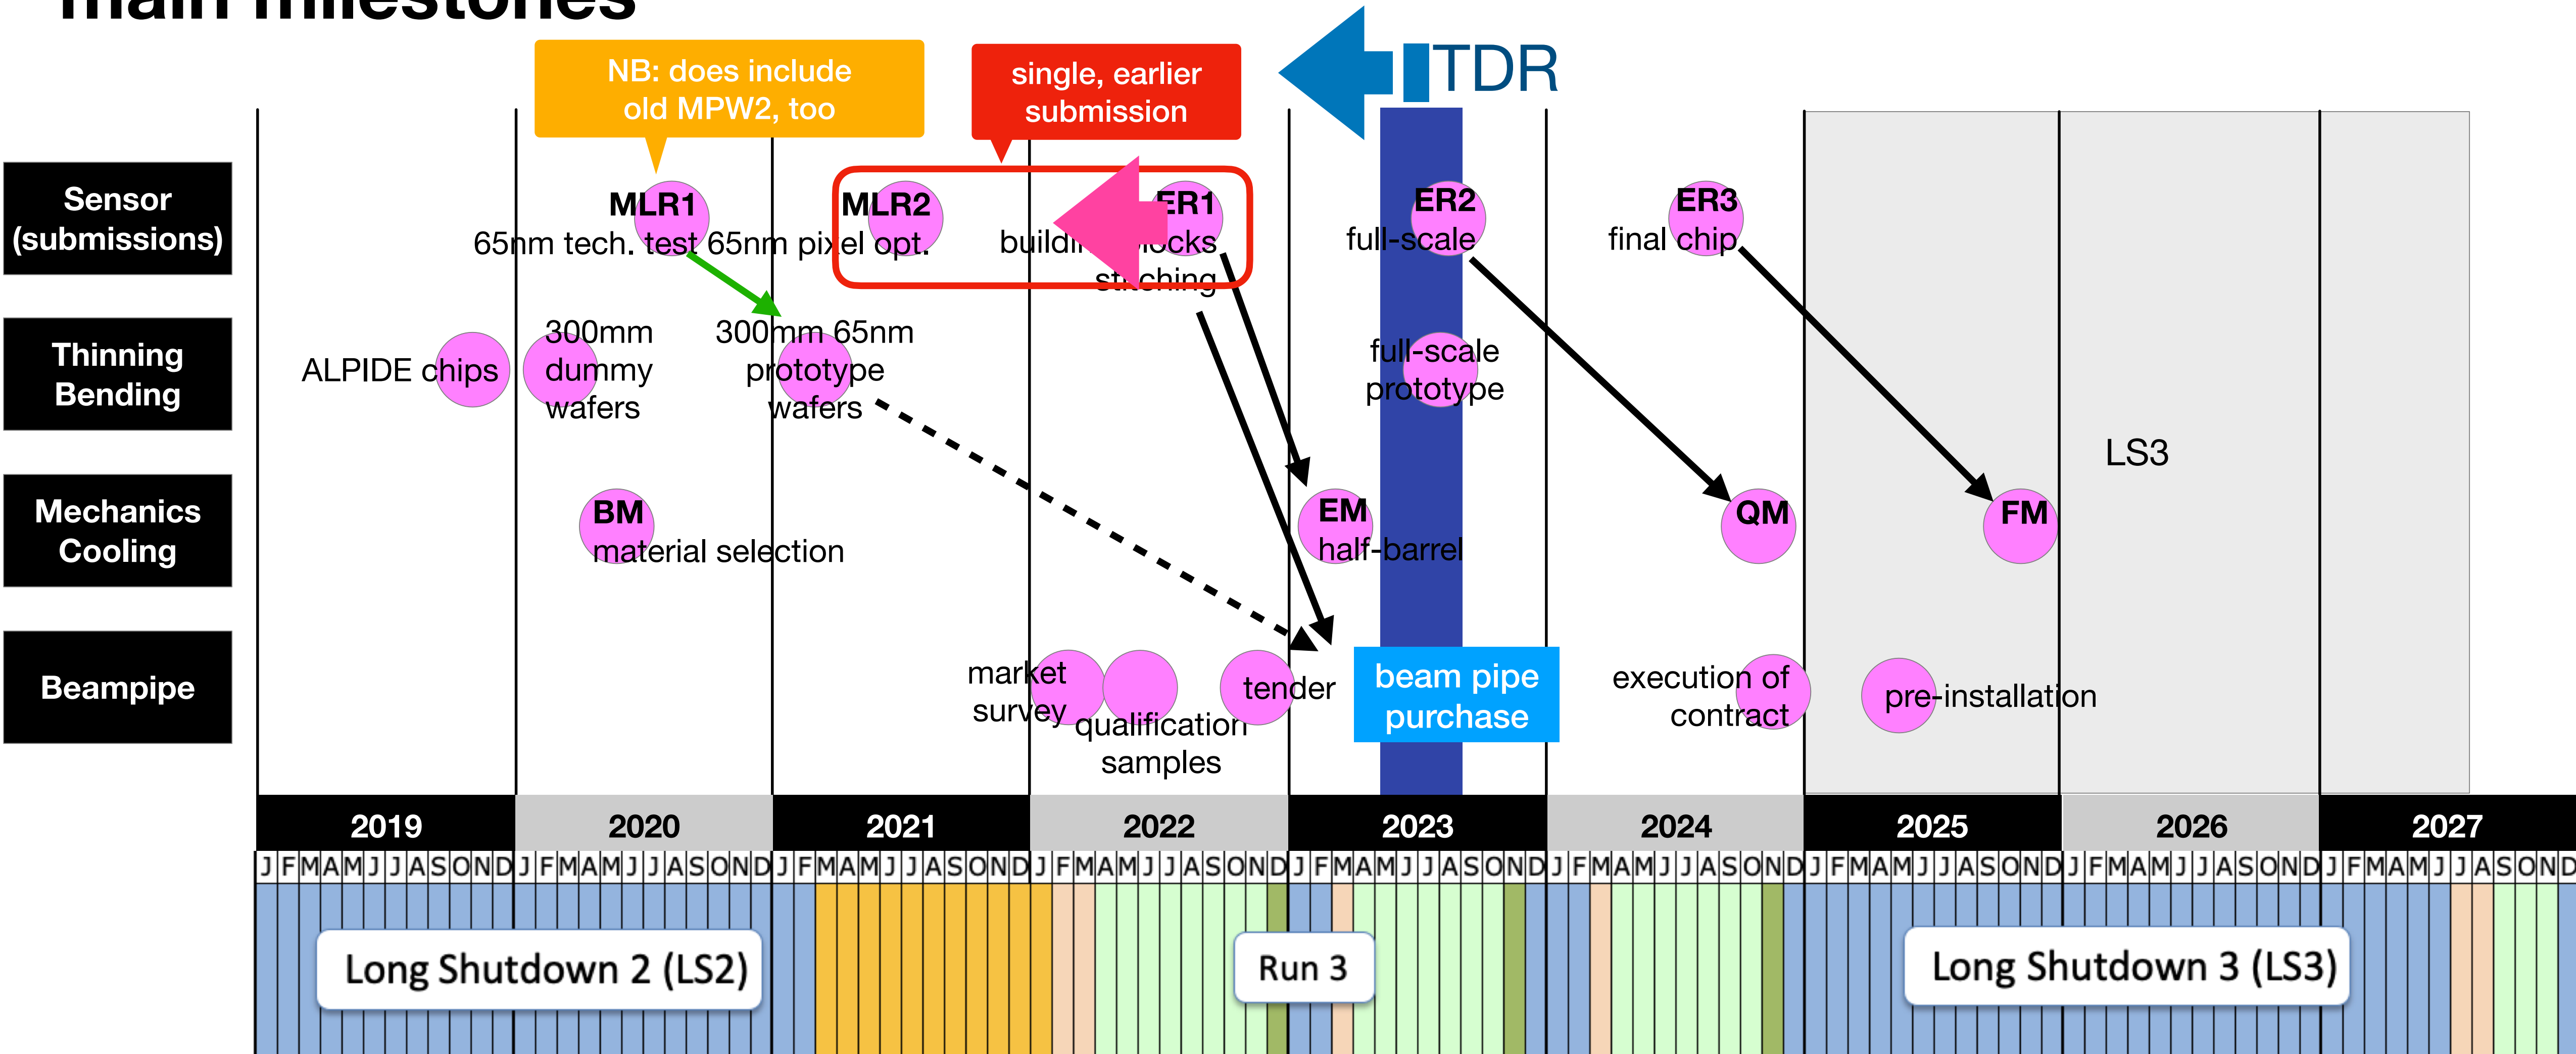 main milestones
NB: does include
old MPW2, too
single, earlier
submission
TDR
Sensor
(submissions)
MLR1
65nm tech. test
MLR2
65nm pixel opt.
ER1
stitching
ER2
full-scale
ER3
final chip
Thinning
Bending
ALPIDE chips
300mm
dummy
wafers
300mm 65nm
prototype
wafers
full-scale
prototype
LS3
Mechanics
Cooling
BM
material selection
EM
half-barrel
QM
FM
Beampipe
market
survey
qualification
samples
tender
beam pipe
purchase
execution of
contract
pre-installation
2019 2020 2021 2022 2023 2024 2025 2026 2027
J F M A M J J A S O N D J F M A M J J A S O N D J F M A M J J A S O N D J F M A M J J A S O N D J F M A M J J A S O N D J F M A M J J A S O N D J F M A M J J A S O N D J F M A M J J A S O N D J F M A M J J A S O N D
Long Shutdown 2 (LS2)
Run 3
Long Shutdown 3 (LS3)